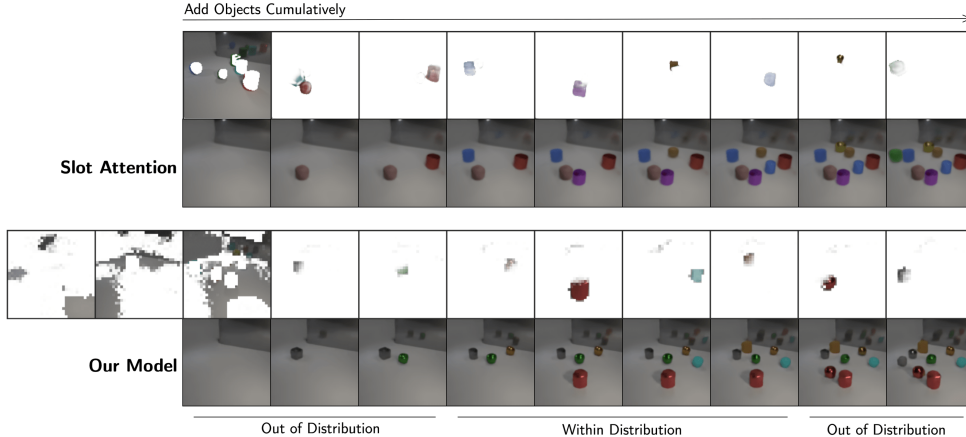 Add Objects Cumulatively
Slot Attention
Our Model
Out of Distribution
Within Distribution
Out of Distribution